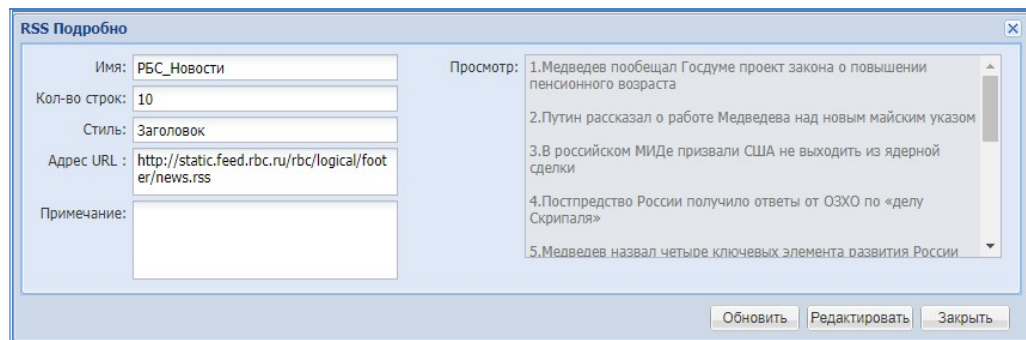 RSS Подробно
Имя: РБС_Новости
Кол-во строк: 10
Стиль: Заголовок
Адрес URL : http://static.feed.rbc.ru/rbc/logical/foot
er/news.rss
Примечание:
Просмотр: 1.Медведев пообещал Госдуме проект закона о повышении
пенсионного возраста
2.Путин рассказал о работе Медведева над новым майским указом
3.В российском МИДе призвали США не выходить из ядерной
сделки
4.Постпредство России получило ответы от ОЗХО по «делу
Скрипаля»
5.Медведев назвал четыре ключевых элемента развития России
Обновить Редактировать Закрыть